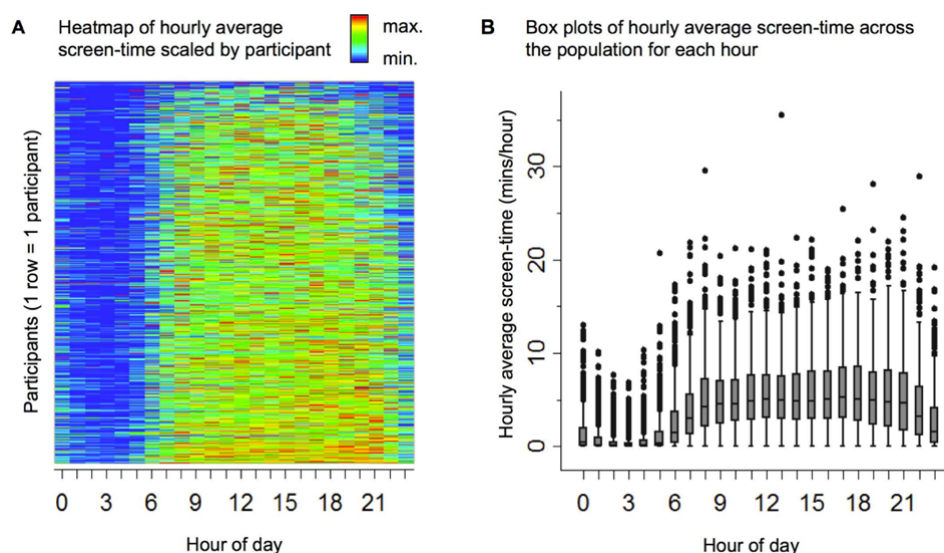 A
Heatmap of hourly average
screen-time scaled by participant
max.
min.
Participants (1 row = 1 participant)
0 3 6 9 12 15 18 21
Hour of day
B
Box plots of hourly average screen-time across
the population for each hour
Hourly average screen-time (mins/hour)
30
20
10
0
0 3 6 9 12 15 18 21
Hour of day